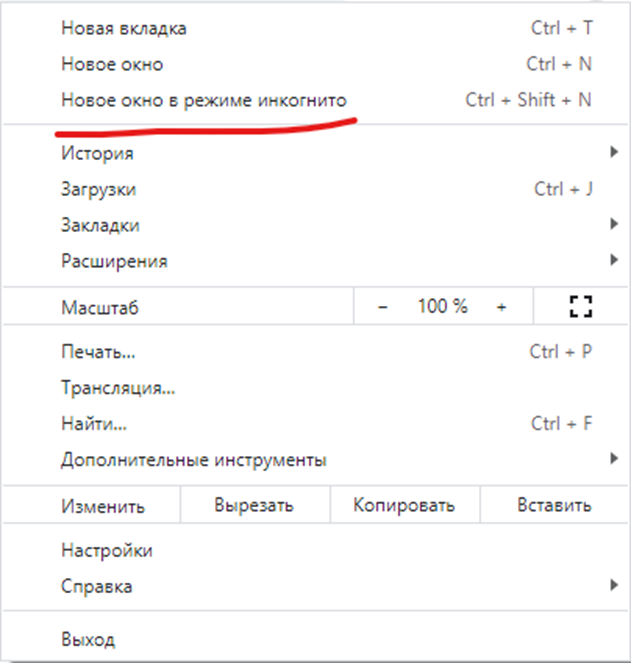 Новая вкладка Ctrl + T
Новое окно Ctrl + N
Новое окно в режиме инкогнито Ctrl + Shift + N
История
Загрузки Ctrl + J
Закладки
Расширения
Масштаб - 100 % +
Печать... Ctrl + P
Трансляция...
Найти... Ctrl + F
Дополнительные инструменты
Изменить Вырезать Копировать Вставить
Настройки
Справка
Выход